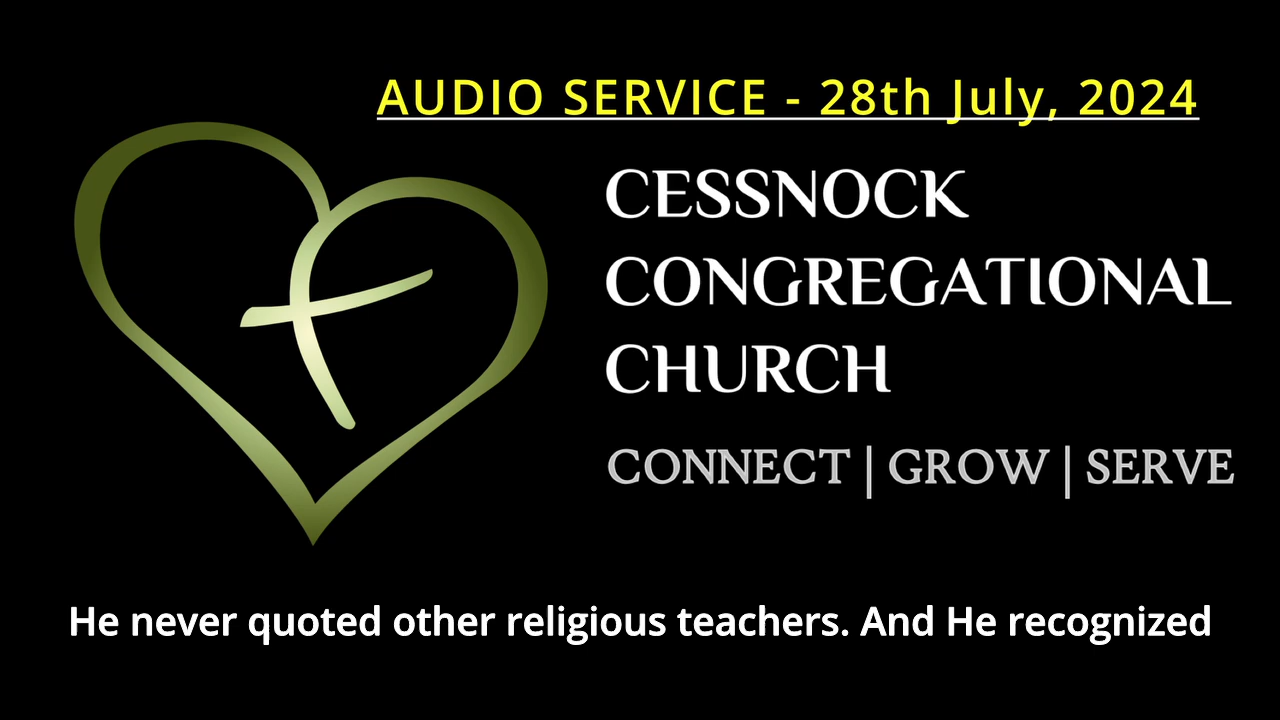 AUDIO SERVICE - 28th July, 2024
CESSNOCK
CONGREGATIONAL
CHURCH
CONNECT | GROW | SERVE
He never quoted other religious teachers. And He recognized